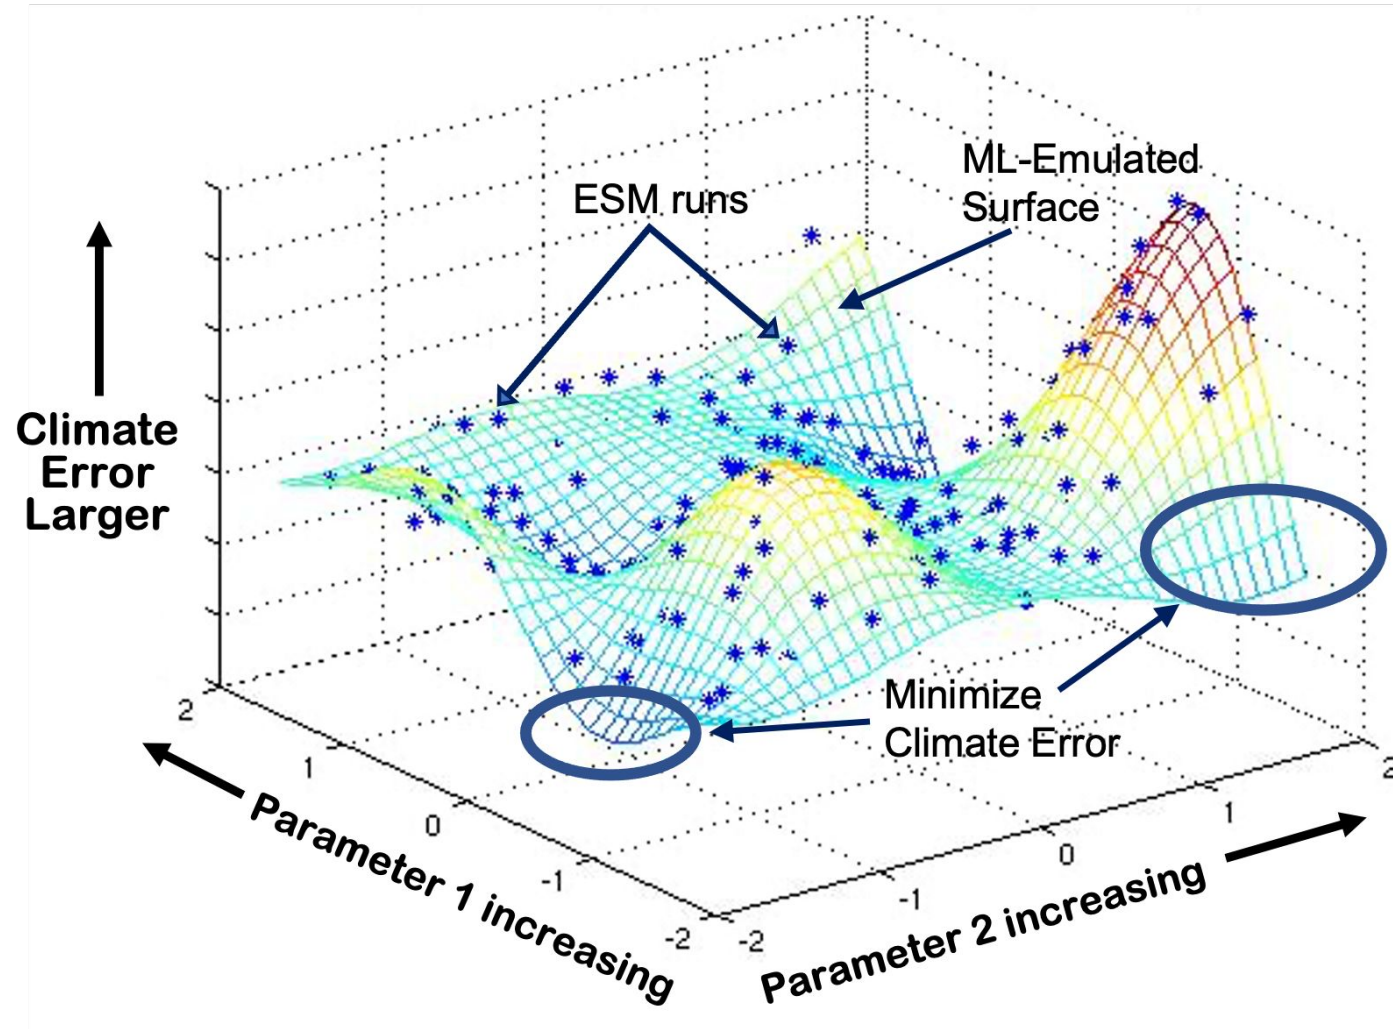 ESM runs
ML-Emulated
Surface
Climate
Error
Larger
Minimize
Climate Error
2
1
0
-1
-2
-2
-1
0
1
2
Parameter 1 increasing
Parameter 2 increasing